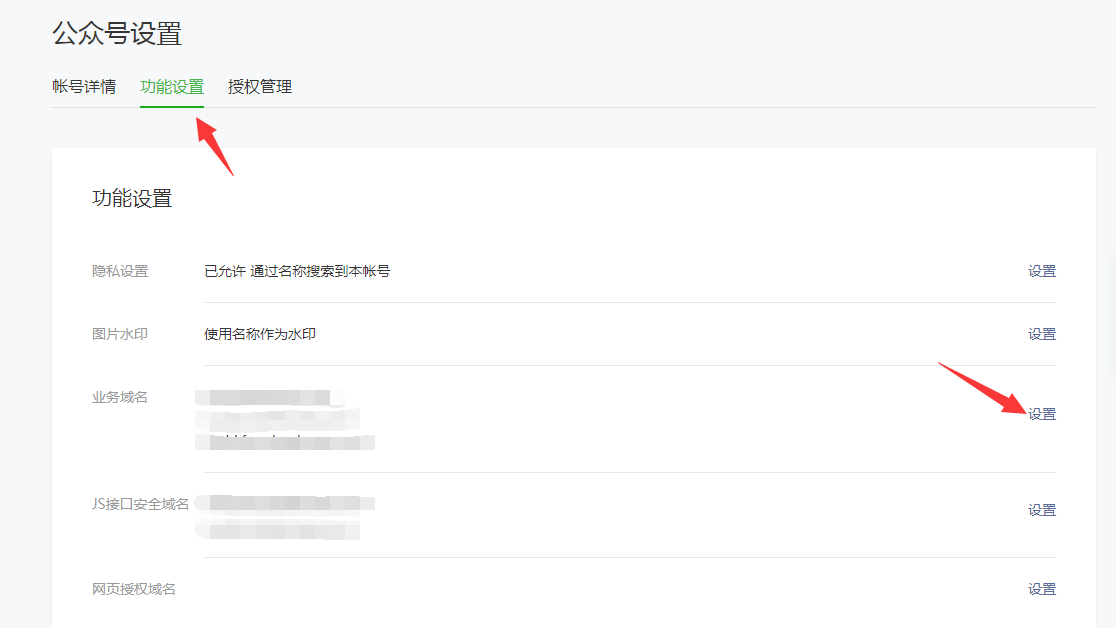 公众号设置
帐号详情 功能设置 授权管理
功能设置
隐私设置 已允许 通过名称搜索到本帐号 设置
图片水印 使用名称作为水印 设置
业务域名 设置
JS接口安全域名 设置
网页授权域名 设置